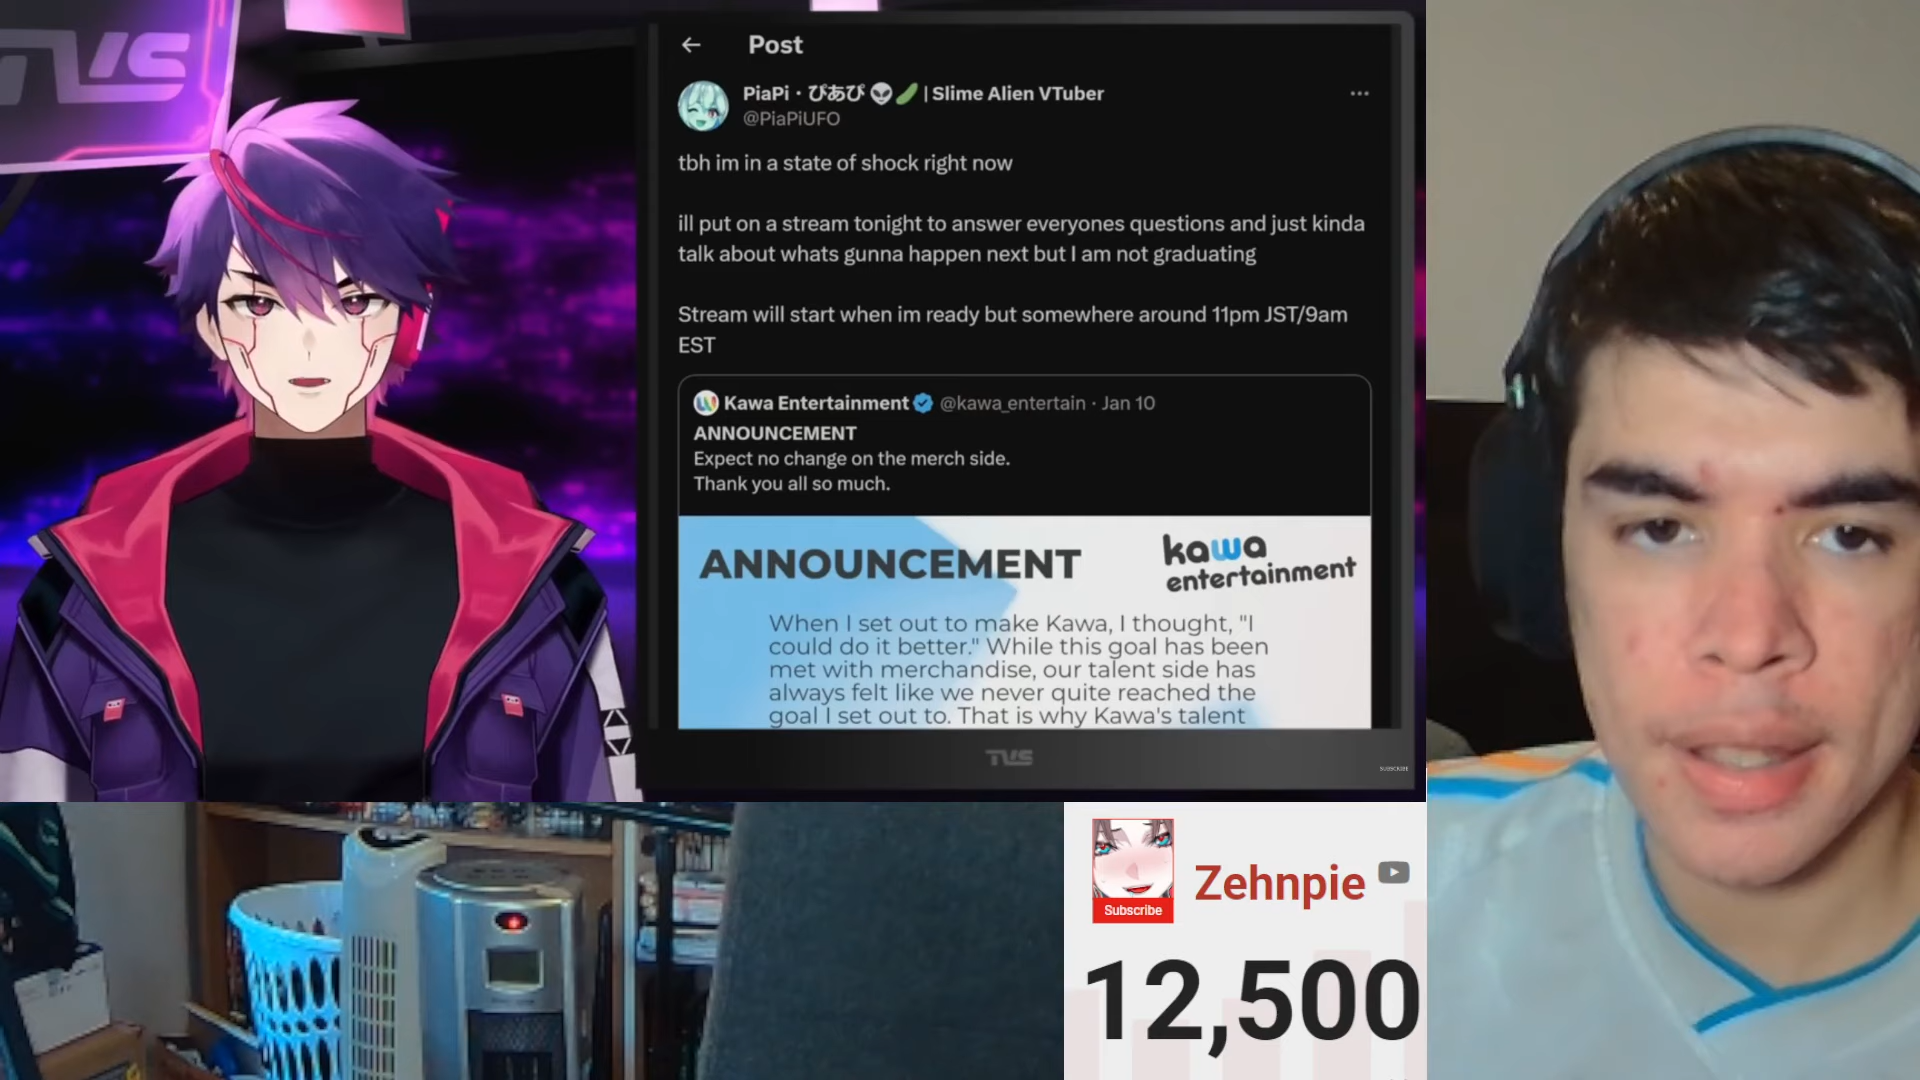 TVS
Post
PiaPi · ぴあぴ 👽🥒 | Slime Alien VTuber
@PiaPiUFO
tbh im in a state of shock right now
ill put on a stream tonight to answer everyones questions and just kinda
talk about whats gunna happen next but I am not graduating
Stream will start when im ready but somewhere around 11pm JST/9am
EST
Kawa Entertainment @kawa_entertain · Jan 10
ANNOUNCEMENT
Expect no change on the merch side.
Thank you all so much.
ANNOUNCEMENT
kawa
entertainment
When I set out to make Kawa, I thought, "I
could do it better." While this goal has been
met with merchandise, our talent side has
always felt like we never quite reached the
goal I set out to. That is why Kawa's talent
TVS
SUBSCRIBE
Subscribe
Zehnpie
12,500